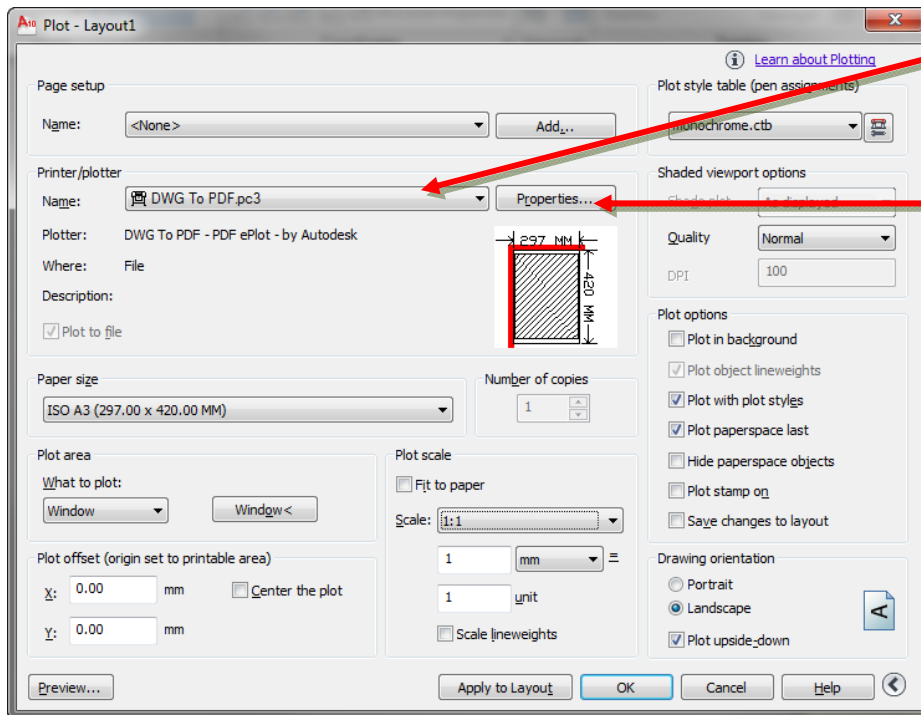 A10 Plot - Layout1
Learn about Plotting
Page setup
Name: <None> Add...
Plot style table (pen assignments)
monochrome.ctb
Printer/plotter
Name: DWG To PDF.pc3 Properties...
Plotter: DWG To PDF - PDF ePlot - by Autodesk
Where: File
Description:
Plot to file
297 MM
420 MM
Shaded viewport options
Shade plot As displayed
Quality Normal
DPI 100
Paper size
ISO A3 (297.00 x 420.00 MM)
Number of copies
1
Plot options
Plot in background
Plot object lineweights
Plot with plot styles
Plot paperspace last
Hide paperspace objects
Plot stamp on
Save changes to layout
Plot area
What to plot:
Window Window<
Plot scale
Fit to paper
Scale: 1:1
1 mm =
1 unit
Scale lineweights
Plot offset (origin set to printable area)
X: 0.00 mm Center the plot
Y: 0.00 mm
Drawing orientation
Portrait
Landscape
Plot upside-down
A
Preview... Apply to Layout OK Cancel Help